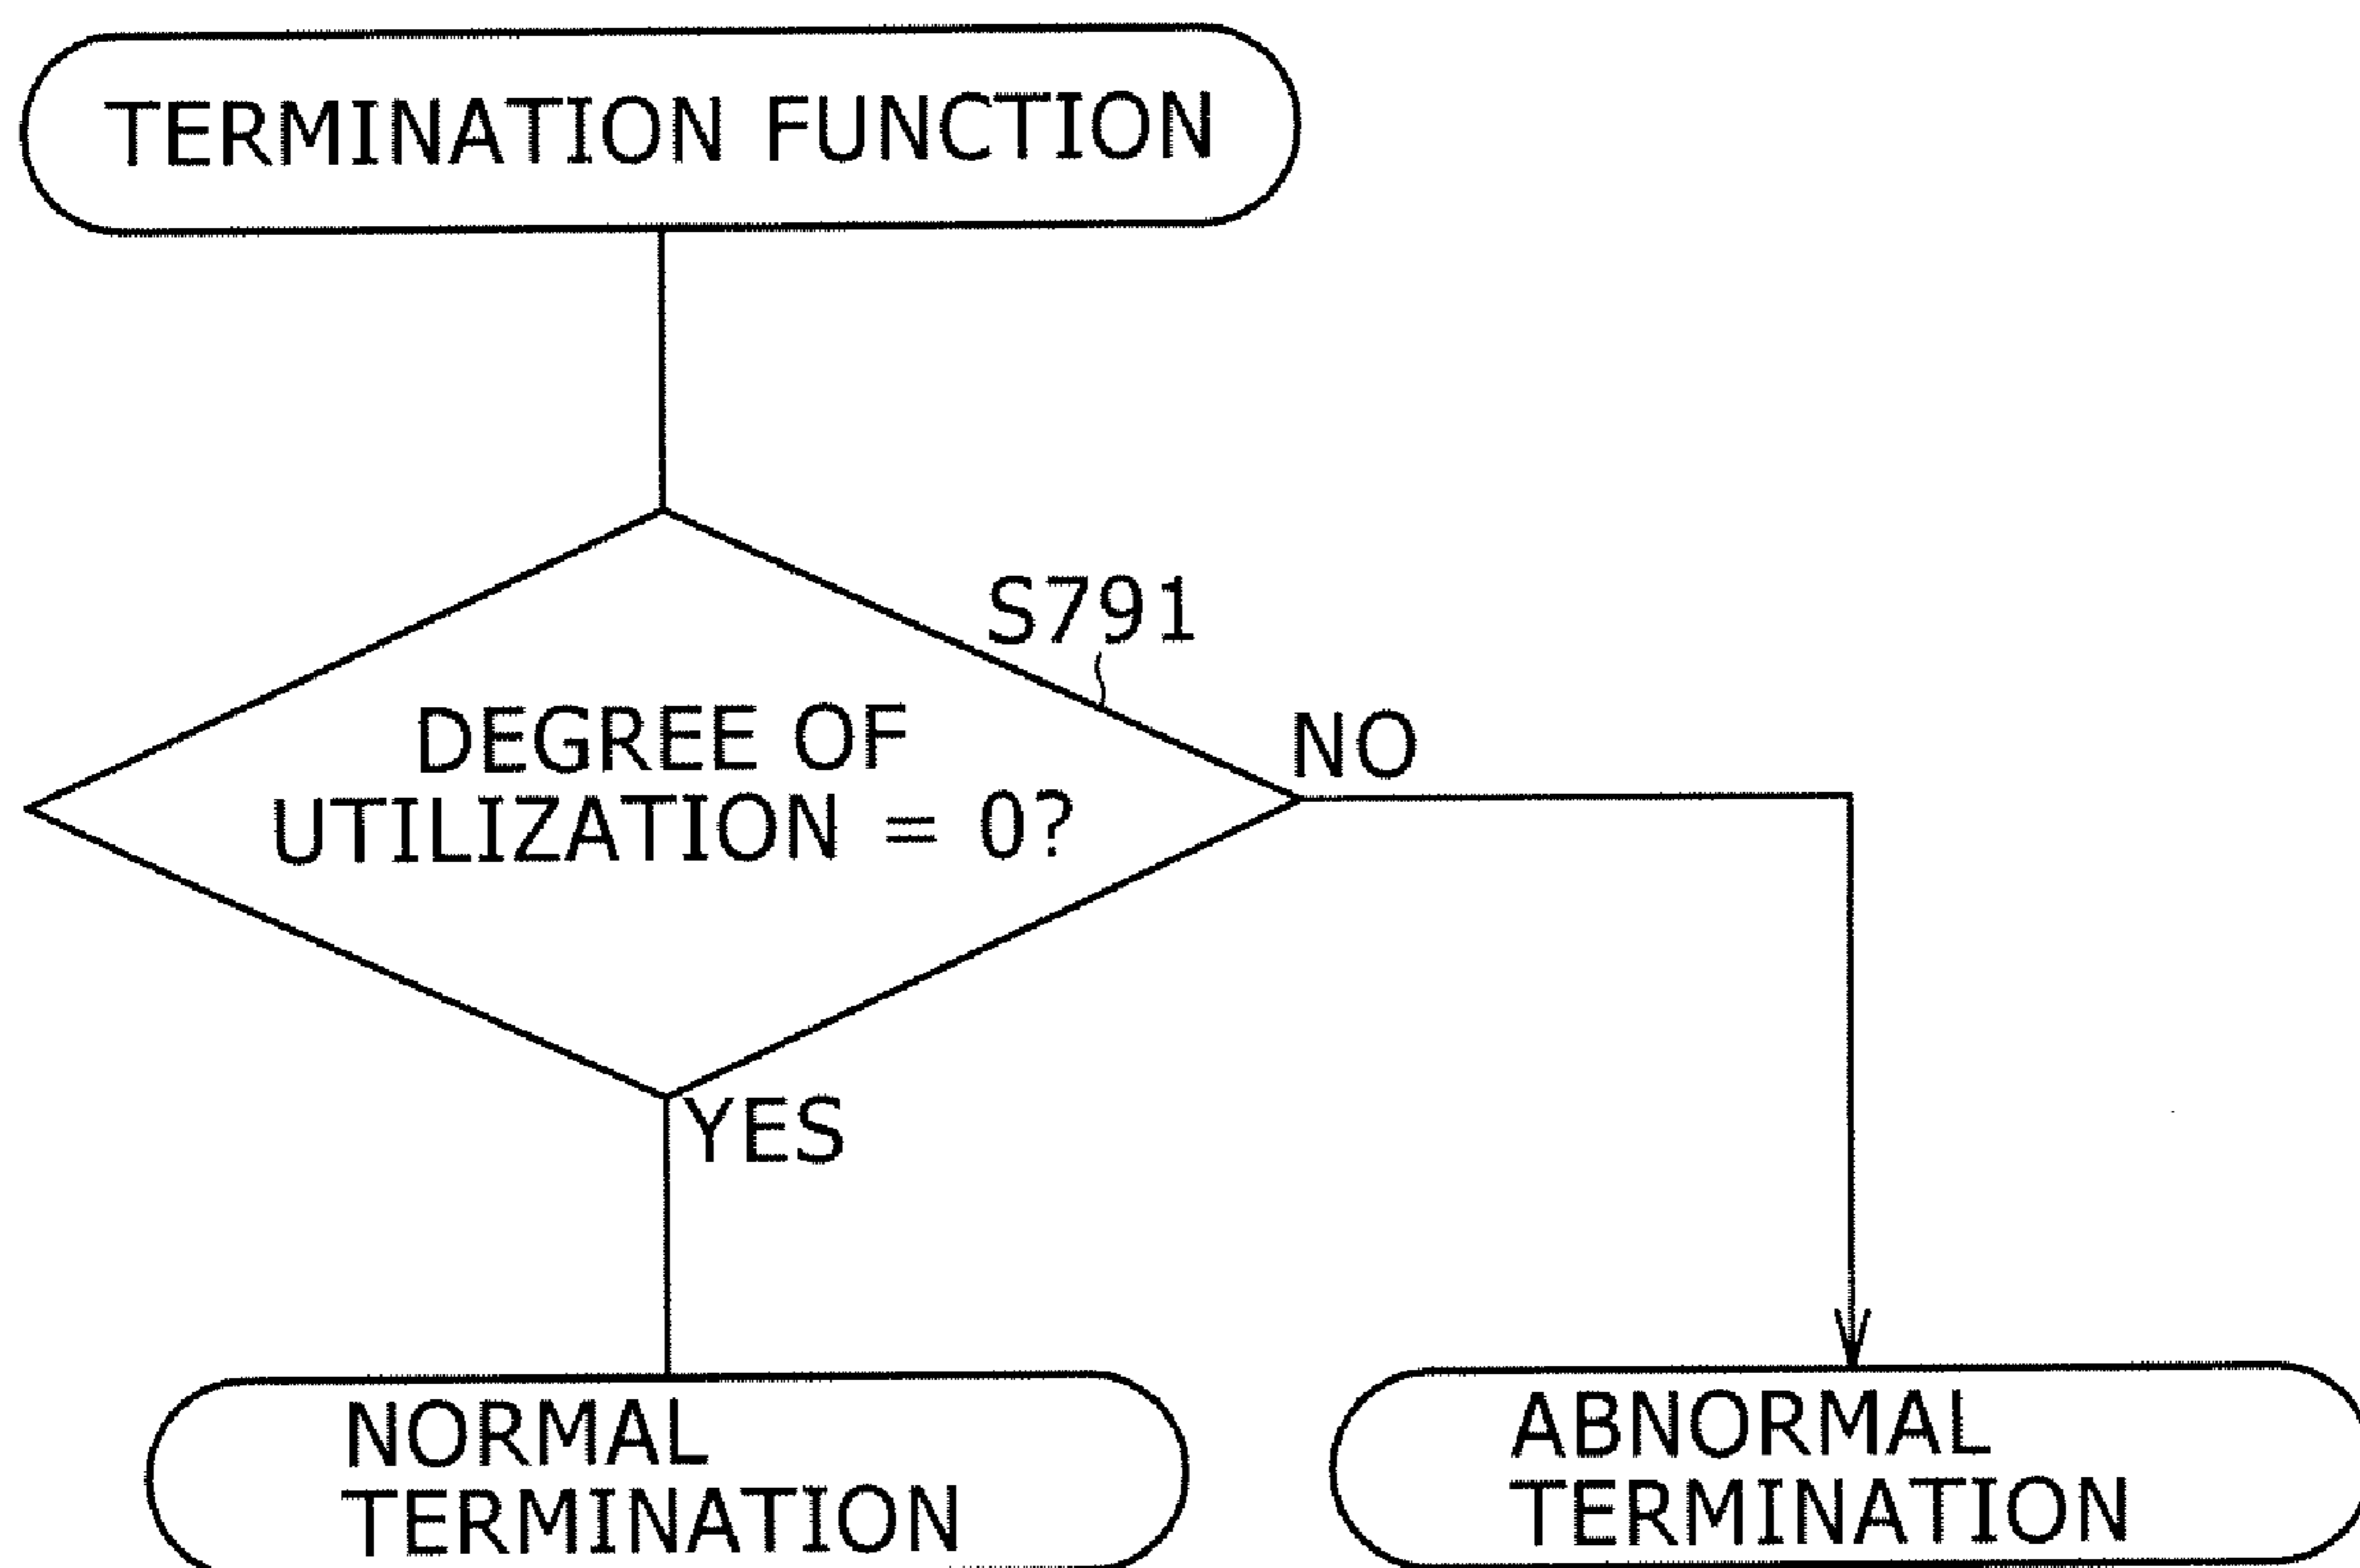 TERMINATION FUNCTION
S791
DEGREE OF
UTILIZATION = 0?
NO
YES
NORMAL
TERMINATION
ABNORMAL
TERMINATION